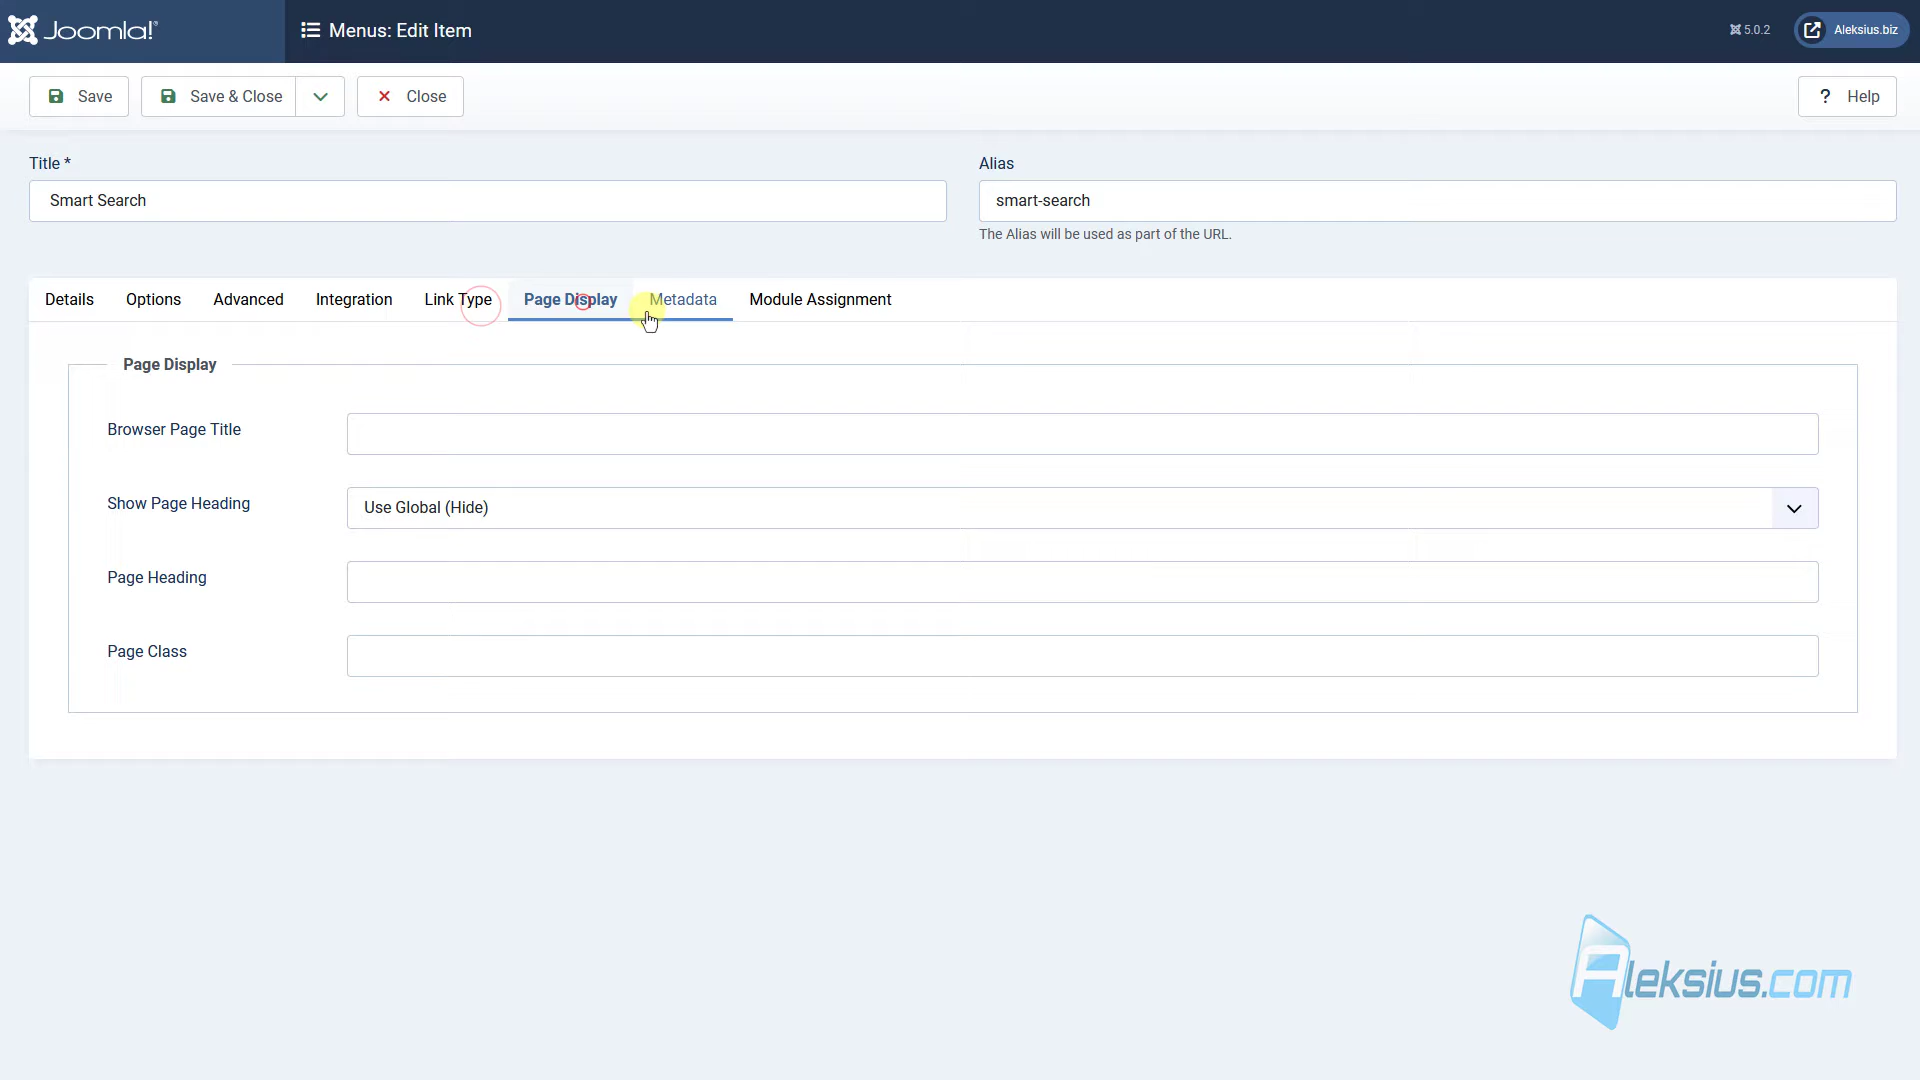 Joomla!®
Menus: Edit Item
5.0.2
Aleksius.biz
Save
Save & Close
Close
? Help
Title *
Alias
Smart Search
smart-search
The Alias will be used as part of the URL.
Details
Options
Advanced
Integration
Link Type
Page Display
Metadata
Module Assignment
Page Display
Browser Page Title
Show Page Heading
Use Global (Hide)
Page Heading
Page Class
Aleksius.com